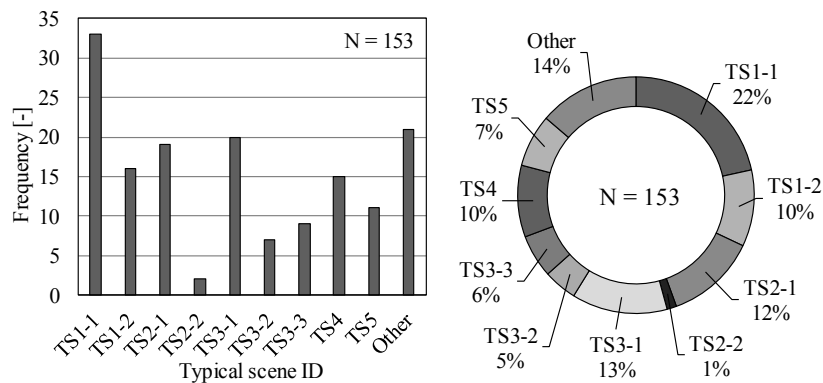 35
30
25
20
15
10
5
0
Frequency [-]
N = 153
TS1-1
TS1-2
TS2-1
TS2-2
TS3-1
TS3-2
TS3-3
TS4
TS5
Other
Typical scene ID
Other
14%
TS1-1
22%
TS5
7%
TS4
10%
N = 153
TS1-2
10%
TS3-3
6%
TS2-1
12%
TS3-2
5%
TS3-1
13%
TS2-2
1%